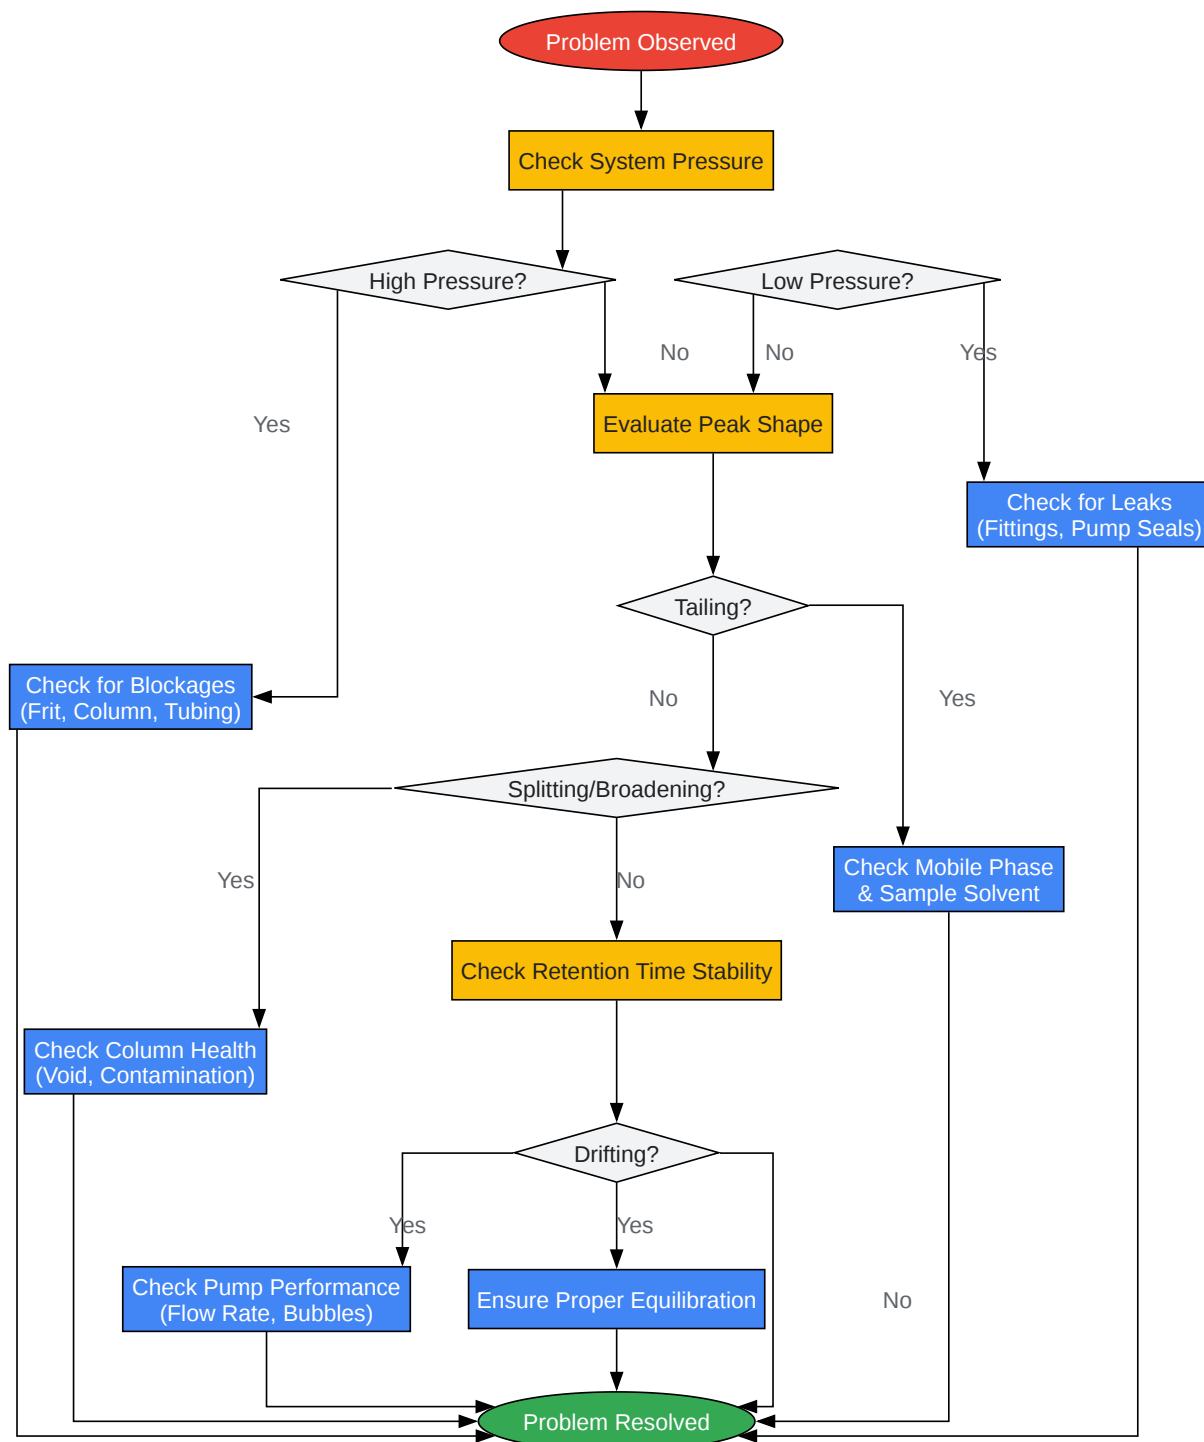 Problem Observed
Check System Pressure
High Pressure?
Low Pressure?
No
No
Yes
Yes
Evaluate Peak Shape
Check for Leaks
(Fittings, Pump Seals)
Tailing?
Check for Blockages
(Frit, Column, Tubing)
No
Yes
Splitting/Broadening?
Yes
No
Check Mobile Phase
& Sample Solvent
Check Retention Time Stability
Check Column Health
(Void, Contamination)
Drifting?
Yes
Yes
Check Pump Performance
(Flow Rate, Bubbles)
Ensure Proper Equilibration
No
Problem Resolved